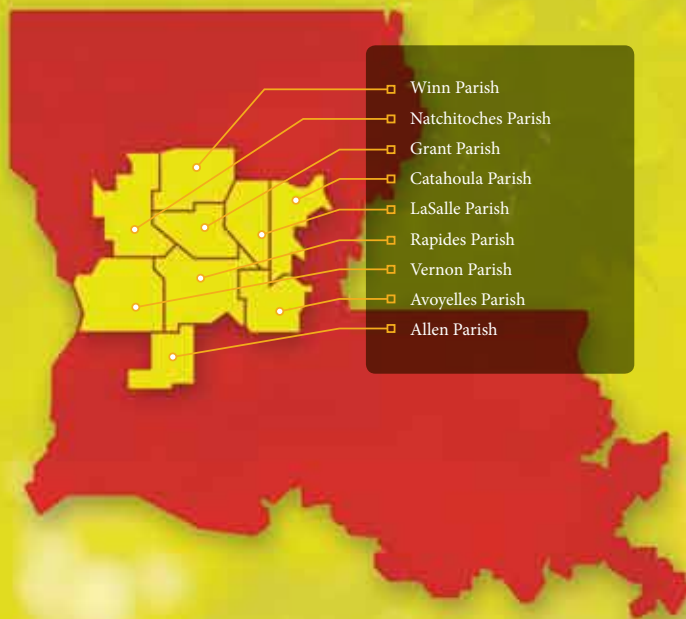 Winn Parish
Natchitoches Parish
Grant Parish
Catahoula Parish
LaSalle Parish
Rapides Parish
Vernon Parish
Avoyelles Parish
Allen Parish